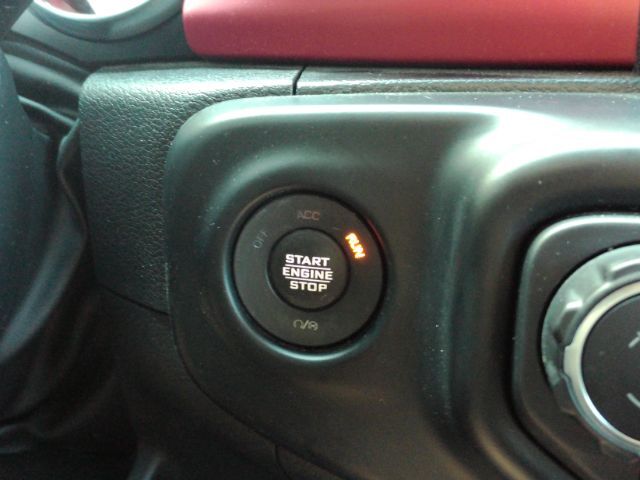 ACC
OFF
RUN
START
ENGINE
STOP